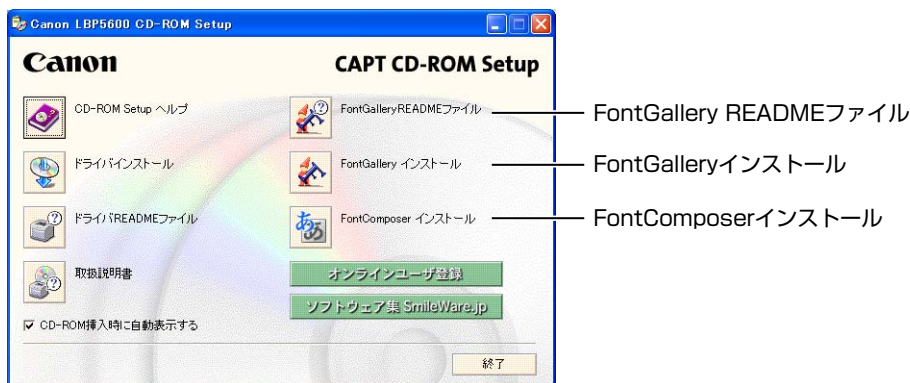 Canon LBP5600 CD-ROM Setup
Canon
CAPT CD-ROM Setup
CD-ROM Setup ヘルプ
ドライバインストール
ドライバREADMEファイル
取扱説明書
CD-ROM挿入時に自動表示する
FontGalleryREADMEファイル
FontGallery インストール
FontComposer インストール
オンラインユーザ登録
ソフトウェア集 SmileWare.jp
終了
FontGallery READMEファイル
FontGalleryインストール
FontComposerインストール